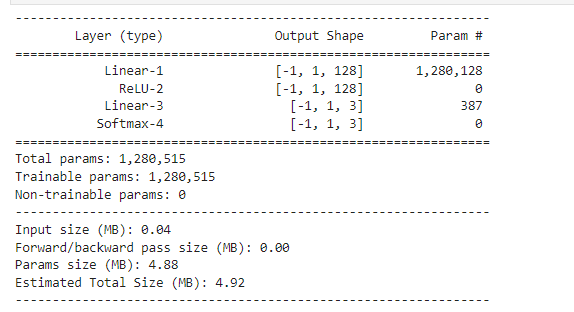 ----------------------------------------------------------------
Layer (type) Output Shape Param #
================================================================
Linear-1 [-1, 1, 128] 1,280,128
ReLU-2 [-1, 1, 128] 0
Linear-3 [-1, 1, 3] 387
Softmax-4 [-1, 1, 3] 0
================================================================
Total params: 1,280,515
Trainable params: 1,280,515
Non-trainable params: 0
----------------------------------------------------------------
Input size (MB): 0.04
Forward/backward pass size (MB): 0.00
Params size (MB): 4.88
Estimated Total Size (MB): 4.92
----------------------------------------------------------------